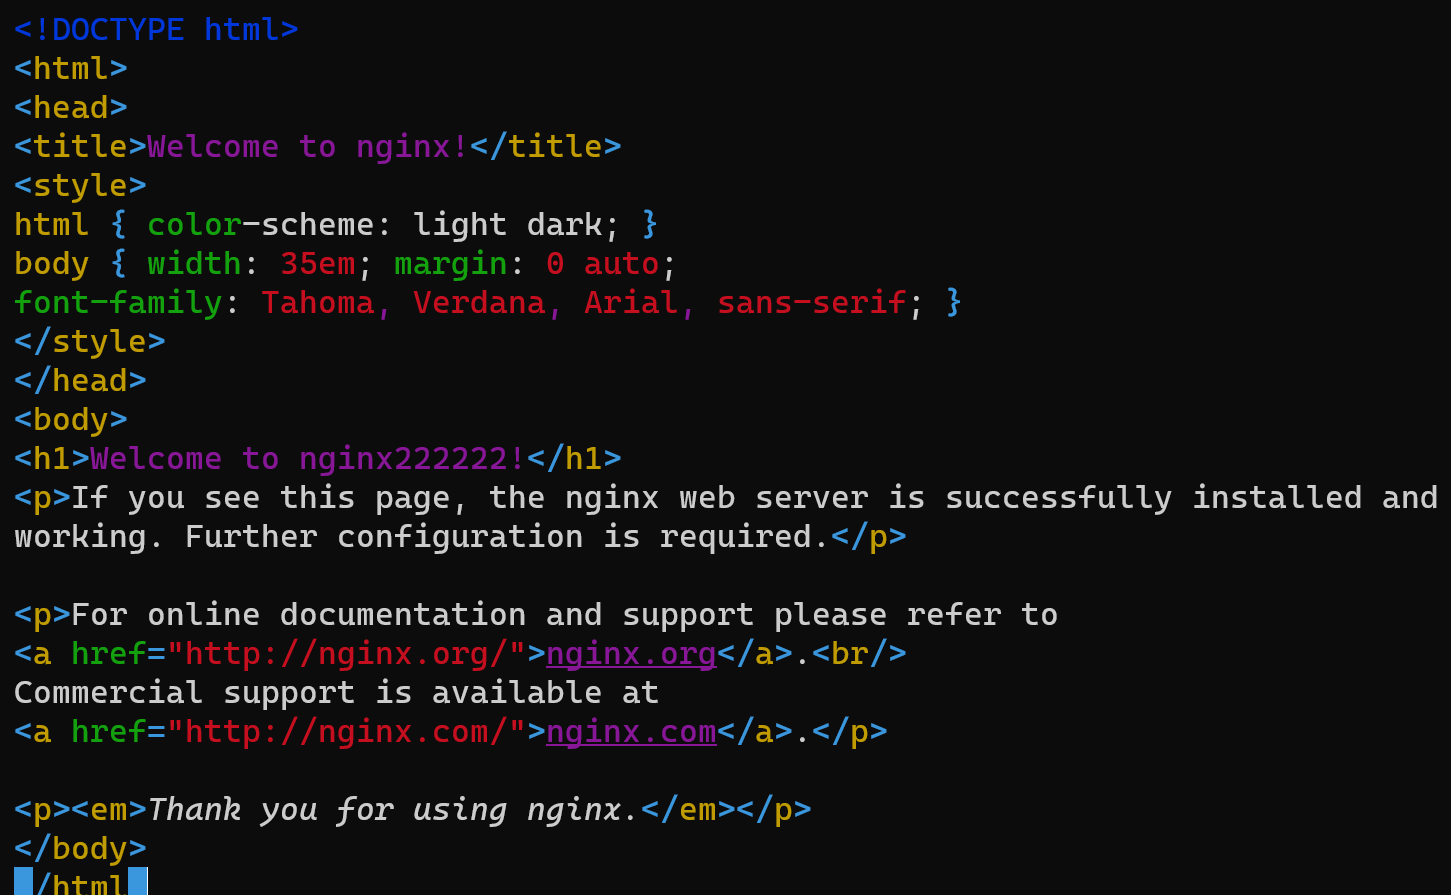 <!DOCTYPE html>
<html>
<head>
<title>Welcome to nginx!</title>
<style>
html { color-scheme: light dark; }
body { width: 35em; margin: 0 auto;
font-family: Tahoma, Verdana, Arial, sans-serif; }
</style>
</head>
<body>
<h1>Welcome to nginx222222!</h1>
<p>If you see this page, the nginx web server is successfully installed and
working. Further configuration is required.</p>

<p>For online documentation and support please refer to
<a href="http://nginx.org/">nginx.org</a>.<br/>
Commercial support is available at
<a href="http://nginx.com/">nginx.com</a>.</p>

<p><em>Thank you for using nginx.</em></p>
</body>
</html>